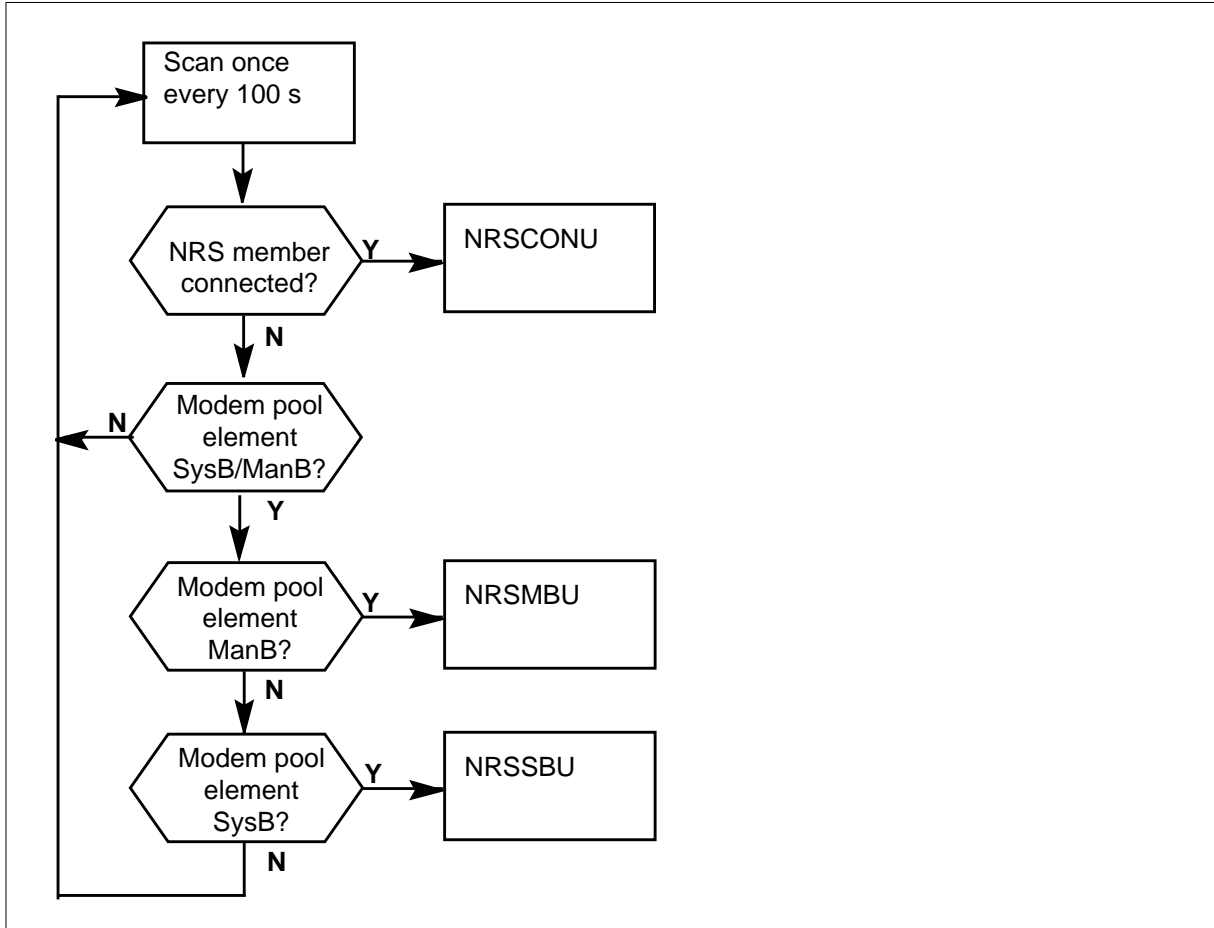 Scan once
every 100 s
NRS member
connected?
Y
NRSCONU
N
Modem pool
element
SysB/ManB?
N
Y
Modem pool
element
ManB?
Y
NRSMBU
N
Modem pool
element
SysB?
Y
NRSSBU
N